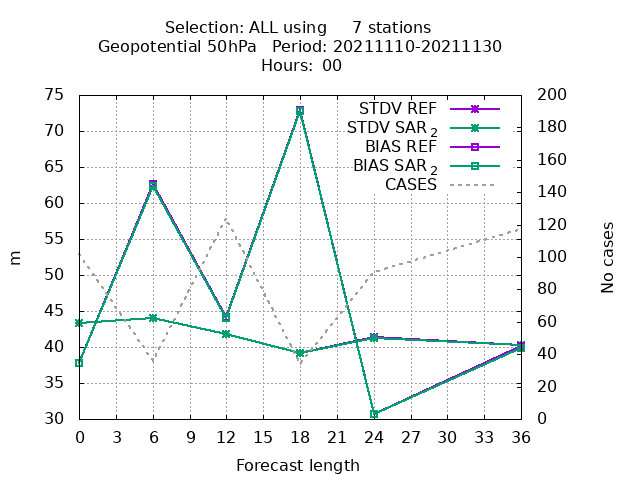 Selection: ALL using     7 stations
Geopotential 50hPa   Period: 20211110-20211130
Hours: 00
STDV REF
STDV SAR 2
BIAS REF
BIAS SAR 2
CASES
75
70
65
60
55
50
45
40
35
30
m
200
180
160
140
120
100
80
60
40
20
0
No cases
0 3 6 9 12 15 18 21 24 27 30 33 36
Forecast length